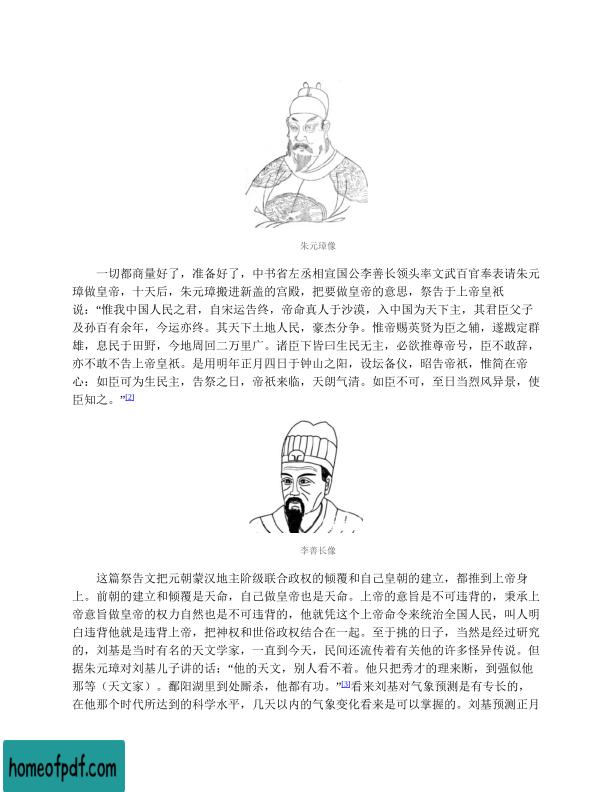 朱元璋像
一切都商量好了，准备好了，中书省左丞相宣国公李善长领头率文武百官奉表请朱元
璋做皇帝，十天后，朱元璋搬进新盖的宫殿，把要做皇帝的意思，祭告于上帝皇祇
说：“惟我中国人民之君，自宋运告终，帝命真人于沙漠，入中国为天下主，其君臣父子
及孙百有余年，今运亦终。其天下土地人民，豪杰分争。惟帝赐英贤为臣之辅，遂戡定群
雄，息民于田野，今地周回二万里广。诸臣下皆曰生民无主，必欲推尊帝号，臣不敢辞，
亦不敢不告上帝皇祇。是用明年正月四日于钟山之阳，设坛备仪，昭告帝祇，惟简在帝
心：如臣可为生民主，告祭之日，帝祇来临，天朗气清。如臣不可，至日当烈风异景，使
臣知之。”[2]
李善长像
这篇祭告文把元朝蒙汉地主阶级联合政权的倾覆和自己皇朝的建立，都推到上帝身
上。前朝的建立和倾覆是天命，自己做皇帝也是天命。上帝的意旨是不可违背的，秉承上
帝意旨做皇帝的权力自然也是不可违背的，他就凭这个上帝命令来统治全国人民，叫人明
白违背他就是违背上帝，把神权和世俗政权结合在一起。至于挑的日子，当然是经过研究
的，刘基是当时有名的天文学家，一直到今天，民间还流传着有关他的许多怪异传说。但
据朱元璋对刘基儿子讲的话：“他的天文，别人看不着。他只把秀才的理来断，到强似他
那等（天文家）。鄱阳湖里到处厮杀，他都有功。”[3]看来刘基对气象预测是有专长的，
在他那个时代所达到的科学水平，几天以内的气象变化看来是可以掌握的。刘基预测正月
homeofpdf.com